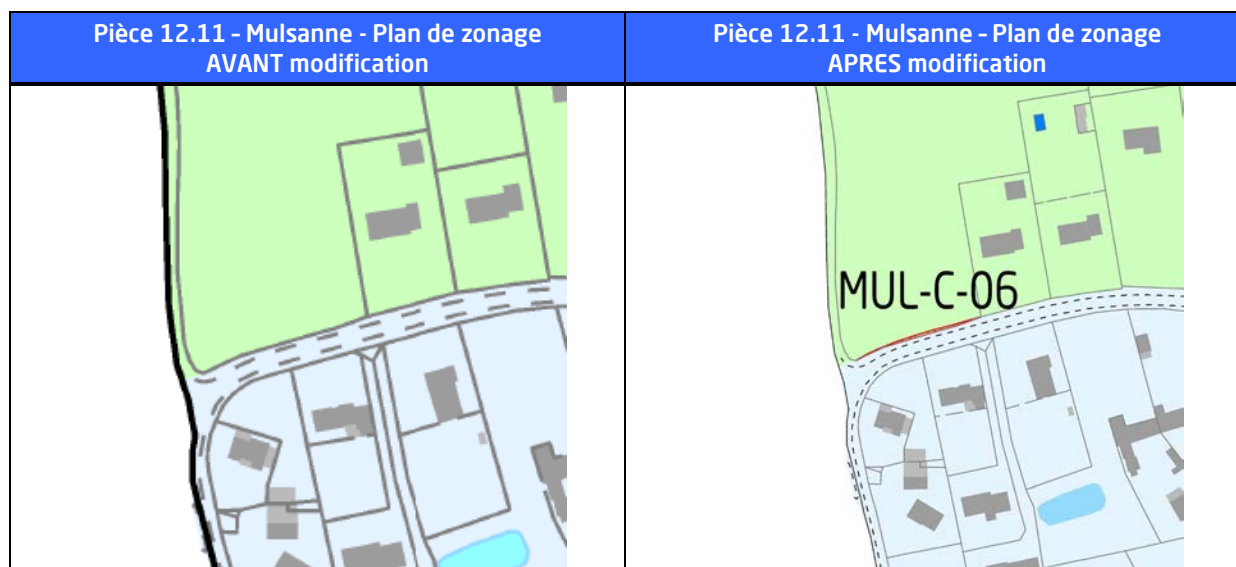 Pièce 12.11 – Mulsanne - Plan de zonage
AVANT modification
Pièce 12.11 - Mulsanne – Plan de zonage
APRES modification
MUL-C-06